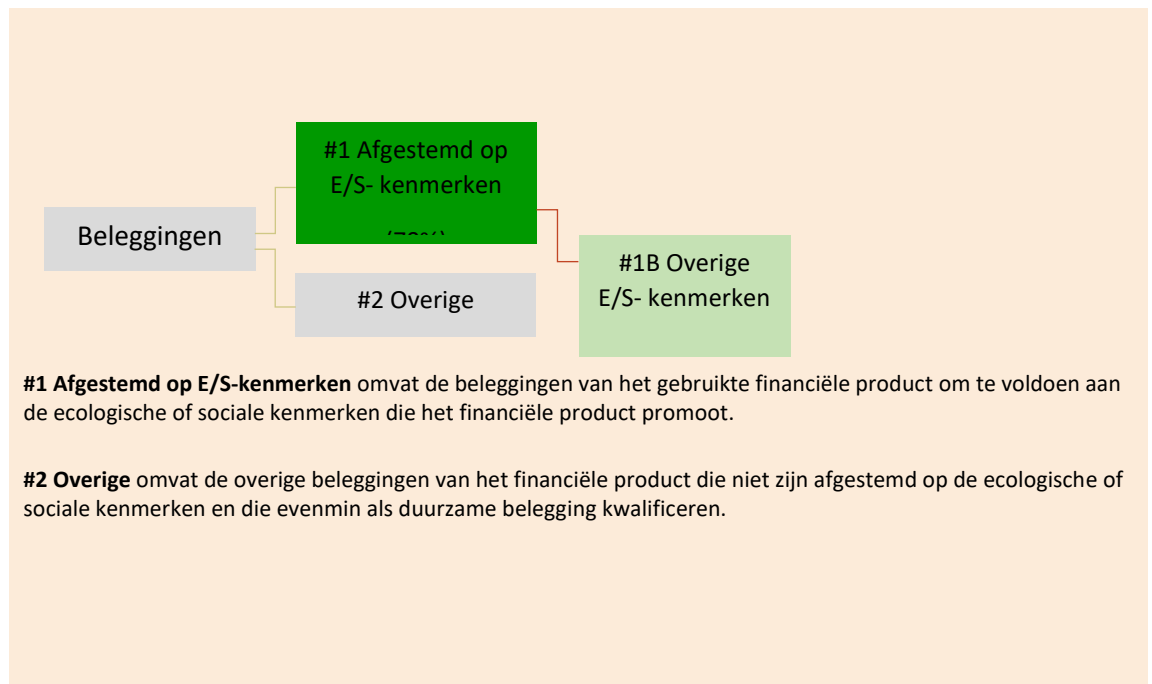 #1 Afgestemd op
E/S- kenmerken
Beleggingen
#2 Overige
#1B Overige
E/S- kenmerken
#1 Afgestemd op E/S-kenmerken omvat de beleggingen van het gebruikte financiële product om te voldoen aan
de ecologische of sociale kenmerken die het financiële product promoot.
#2 Overige omvat de overige beleggingen van het financiële product die niet zijn afgestemd op de ecologische of
sociale kenmerken en die evenmin als duurzame belegging kwalificeren.